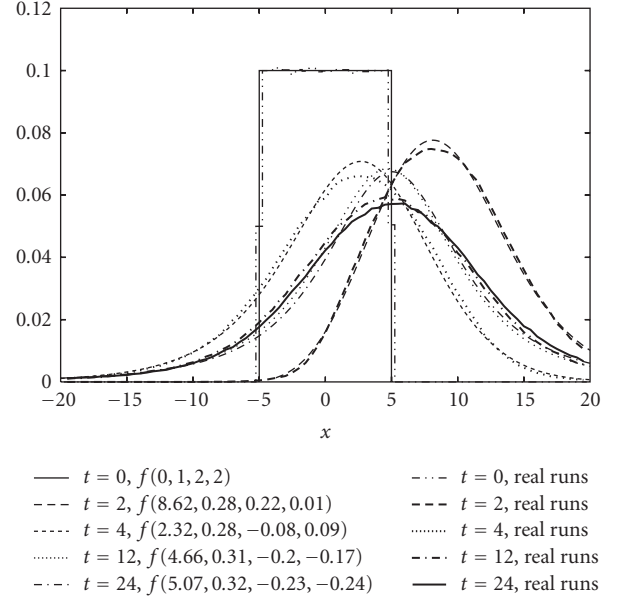 0.12
0.1
0.08
0.06
0.04
0.02
0
−20 −15 −10 −5 0 5 10 15 20
x
t = 0, f(0, 1, 2, 2)
t = 2, f(8.62, 0.28, 0.22, 0.01)
t = 4, f(2.32, 0.28, −0.08, 0.09)
t = 12, f(4.66, 0.31, −0.2, −0.17)
t = 24, f(5.07, 0.32, −0.23, −0.24)
t = 0, real runs
t = 2, real runs
t = 4, real runs
t = 12, real runs
t = 24, real runs